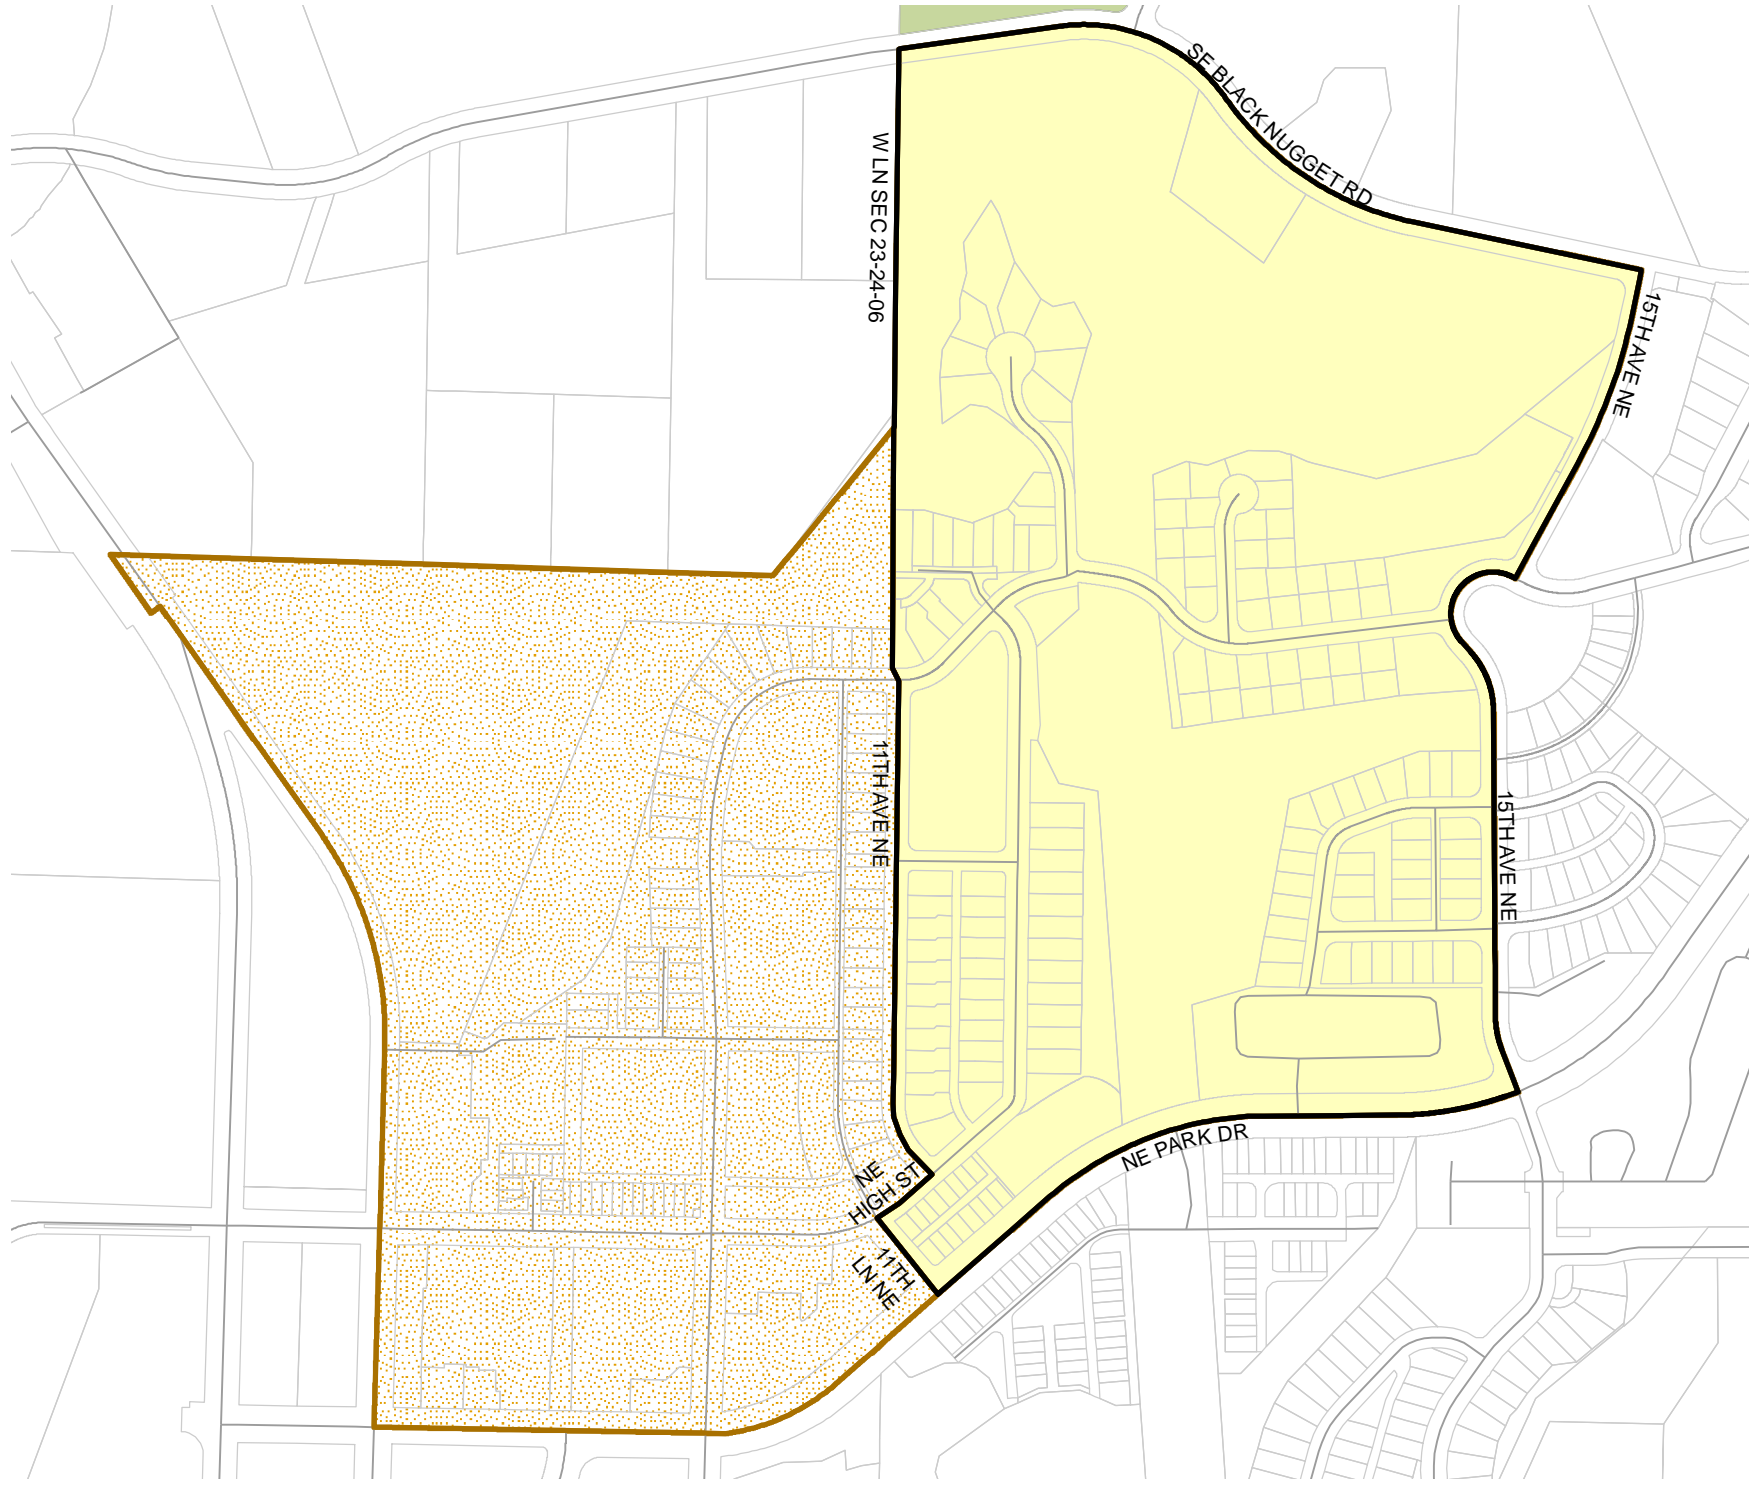 SE BLACK NUGGET RD
W LN SEC 23-24-06
15TH AVE NE
11TH AVE NE
15TH AVE NE
NE PARK DR
NE
HIGH ST
11TH
LN NE